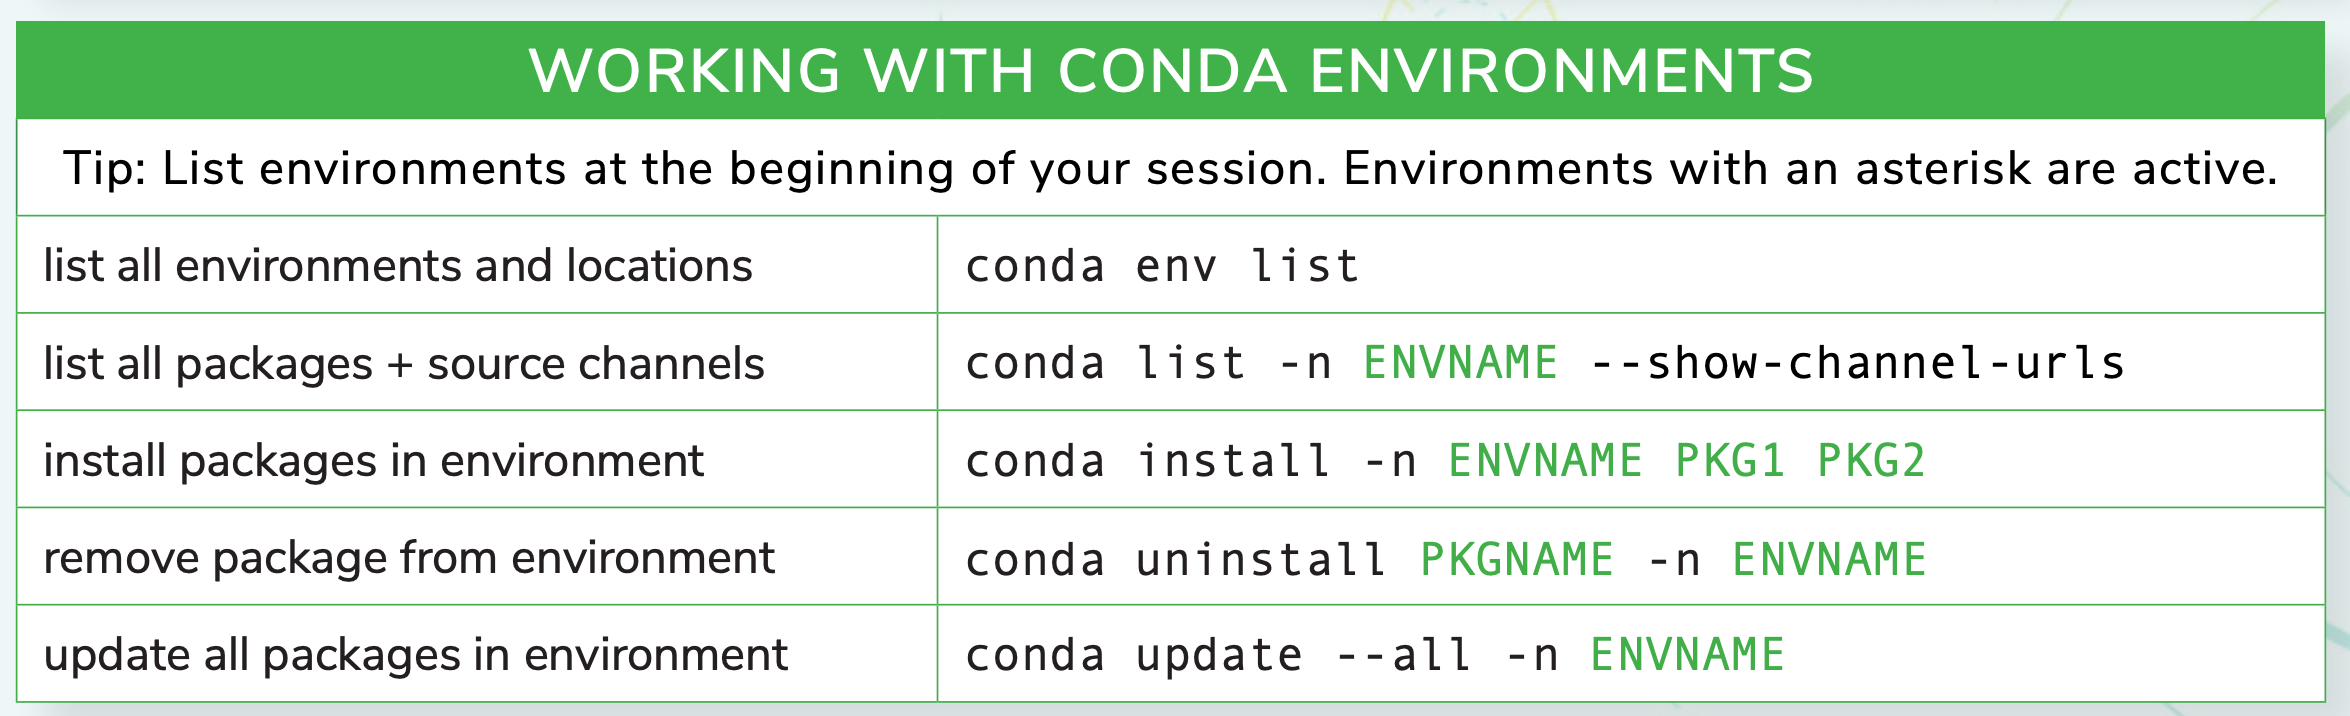 WORKING WITH CONDA ENVIRONMENTS
Tip: List environments at the beginning of your session. Environments with an asterisk are active.
list all environments and locations conda env list
list all packages + source channels conda list -n ENVNAME --show-channel-urls
install packages in environment conda install -n ENVNAME PKG1 PKG2
remove package from environment conda uninstall PKGNAME -n ENVNAME
update all packages in environment conda update --all -n ENVNAME